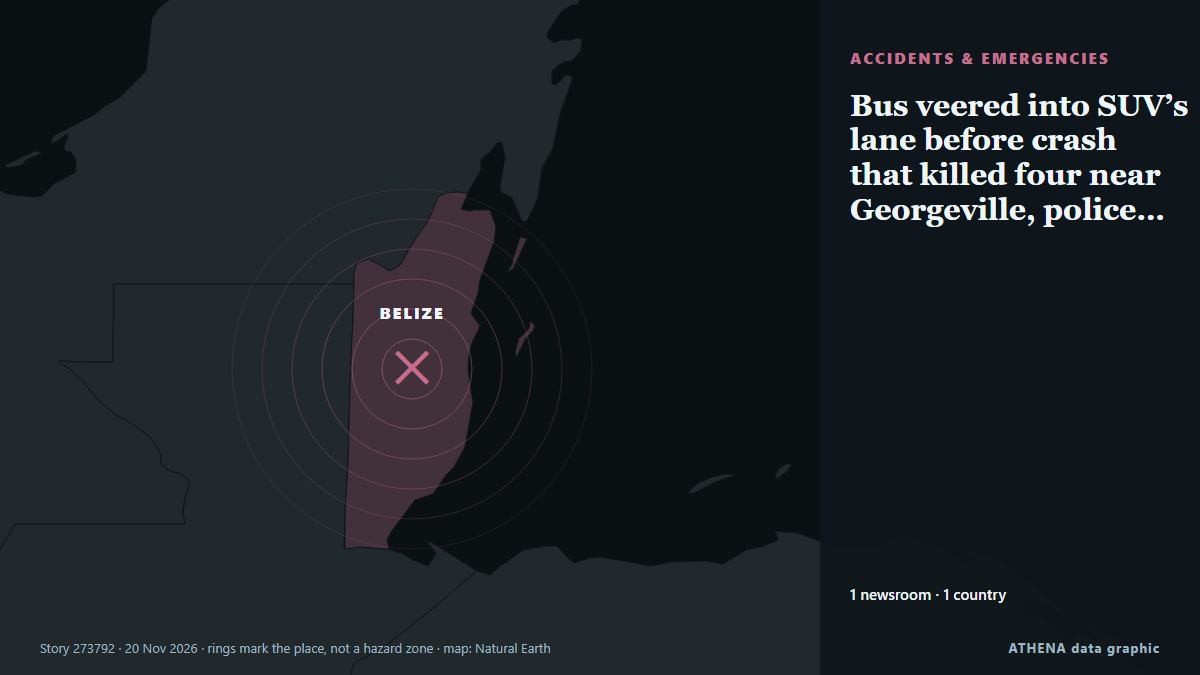 ACCIDENTS & EMERGENCIES
Bus veered into SUV’s
lane before crash
that killed four near
Georgeville, police…
BELIZE
1 newsroom · 1 country
Story 273792 · 20 Nov 2026 · rings mark the place, not a hazard zone · map: Natural Earth
ATHENA data graphic